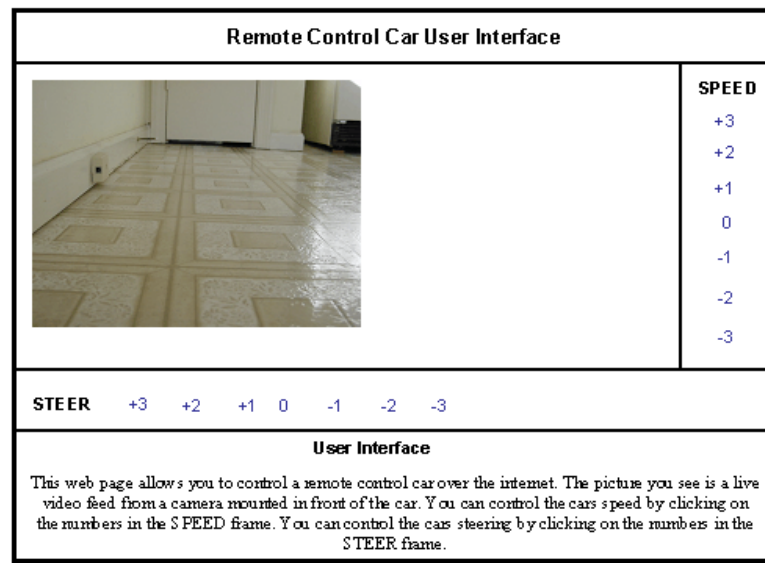 Remote Control Car User Interface
SPEED
+3
+2
+1
0
-1
-2
-3
STEER +3 +2 +1 0 -1 -2 -3
User Interface
This web page allows you to control a remote control car over the internet. The picture you see is a live
video feed from a camera mounted in front of the car. You can control the cars speed by clicking on
the numbers in the SPEED frame. You can control the cars steering by clicking on the numbers in the
STEER frame.